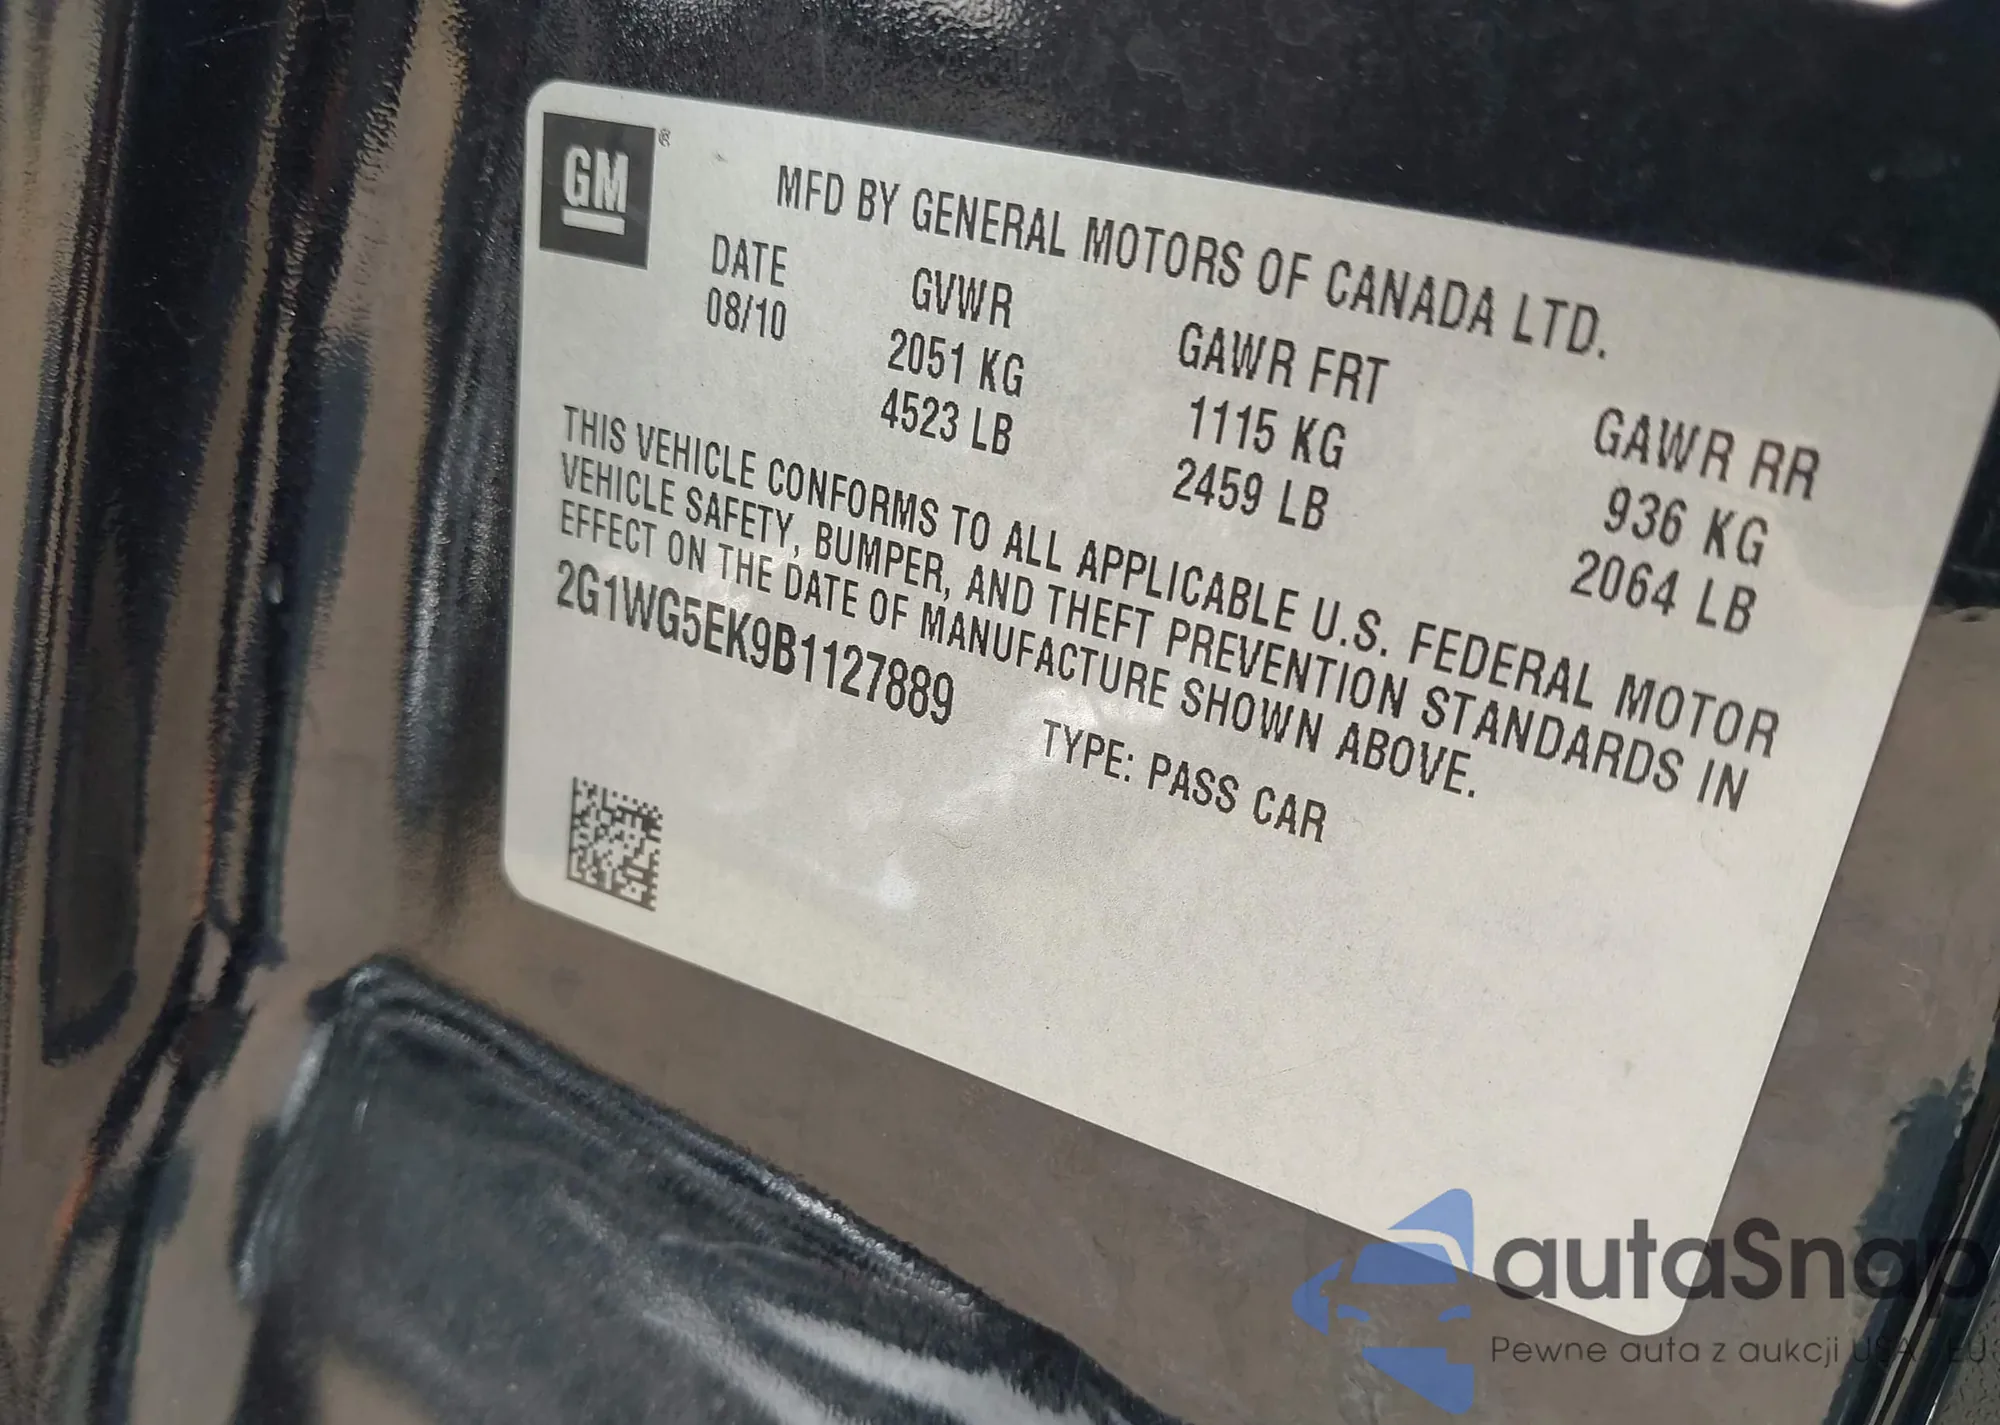 GM ®
MFD BY GENERAL MOTORS OF CANADA LTD.
DATE GVWR GAWR FRT GAWR RR
08/10 2051 KG 1115 KG 936 KG
4523 LB 2459 LB 2064 LB
THIS VEHICLE CONFORMS TO ALL APPLICABLE U.S. FEDERAL MOTOR
VEHICLE SAFETY, BUMPER, AND THEFT PREVENTION STANDARDS IN
EFFECT ON THE DATE OF MANUFACTURE SHOWN ABOVE.
2G1WG5EK9B1127889 TYPE: PASS CAR
autaSnap
Pewne auta z aukcji USA i EU